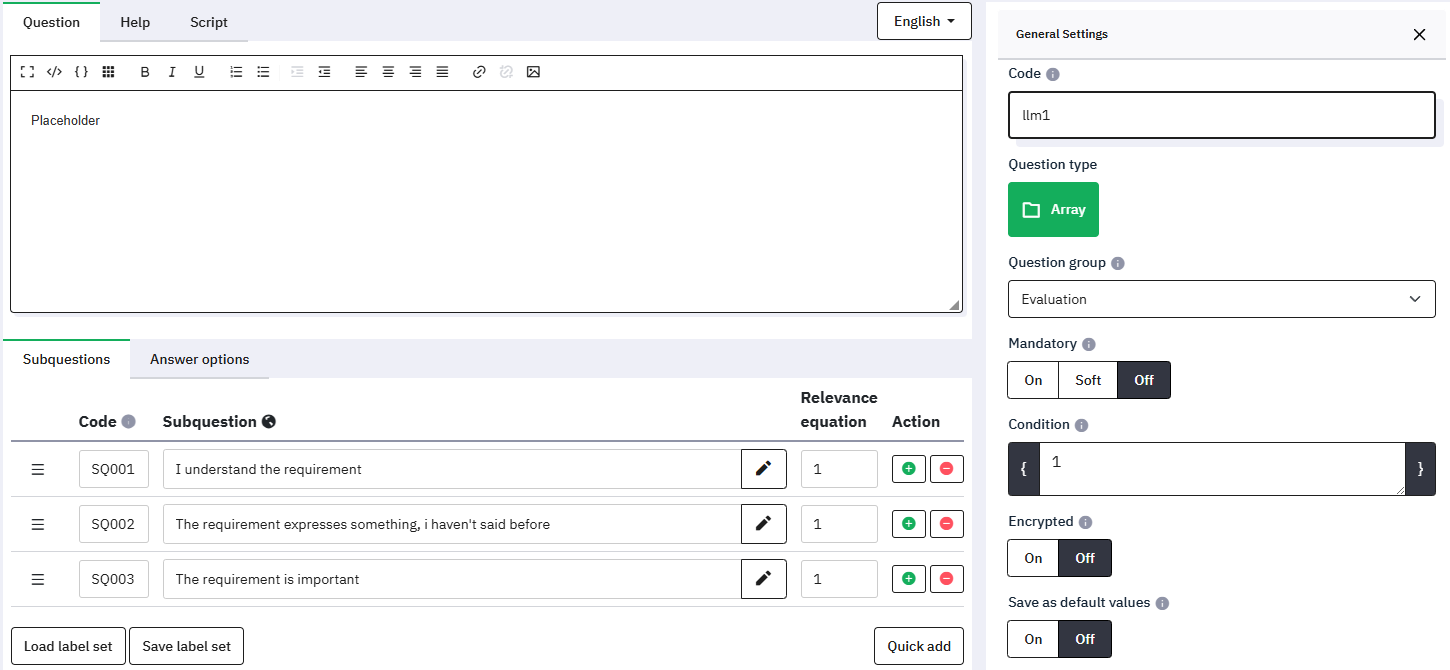 Question Help Script English
B I U
Placeholder
Subquestions Answer options
Code Subquestion Relevance equation Action
SQ001 I understand the requirement 1
SQ002 The requirement expresses something, i haven't said before 1
SQ003 The requirement is important 1
Load label set Save label set Quick add
General Settings
Code
llm1
Question type
Array
Question group
Evaluation
Mandatory
On Soft Off
Condition
{ 1 }
Encrypted
On Off
Save as default values
On Off